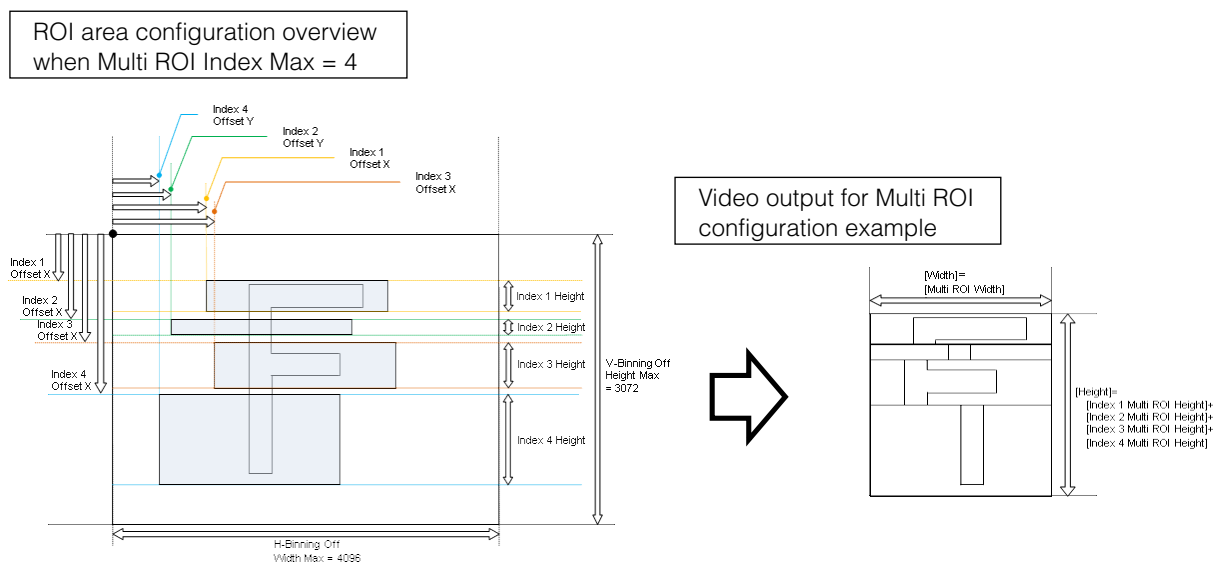 ROI area configuration overview
when Multi ROI Index Max = 4
Index 4
Offset Y
Index 2
Offset Y
Index 1
Offset X
Index 3
Offset X
Index 1
Offset X
Index 2
Offset X
Index 3
Offset X
Index 4
Offset X
Index 1 Height
Index 2 Height
Index 3 Height
Index 4 Height
V-Binning Off
Height Max
= 3072
H-Binning Off
Width Max = 4096
Video output for Multi ROI
configuration example
[Width]=
[Multi ROI Width]
[Height]=
[Index 1 Multi ROI Height]+
[Index 2 Multi ROI Height]+
[Index 3 Multi ROI Height]+
[Index 4 Multi ROI Height]